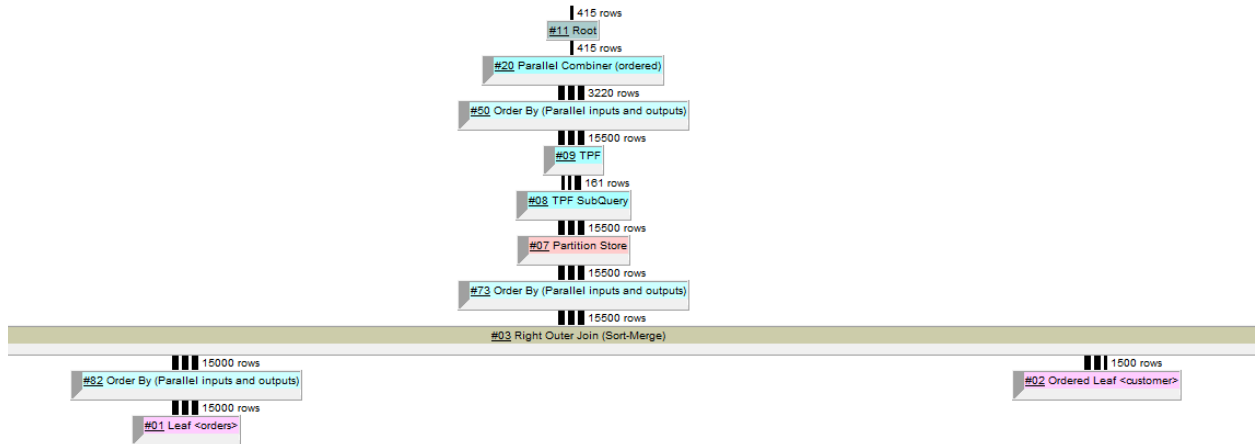 415 rows
#11 Root
415 rows
#20 Parallel Combiner (ordered)
3220 rows
#50 Order By (Parallel inputs and outputs)
15500 rows
#09 TPF
161 rows
#08 TPF SubQuery
15500 rows
#07 Partition Store
15500 rows
#73 Order By (Parallel inputs and outputs)
15500 rows
#03 Right Outer Join (Sort-Merge)
15000 rows
1500 rows
#82 Order By (Parallel inputs and outputs)
#02 Ordered Leaf <customer>
15000 rows
#01 Leaf <orders>